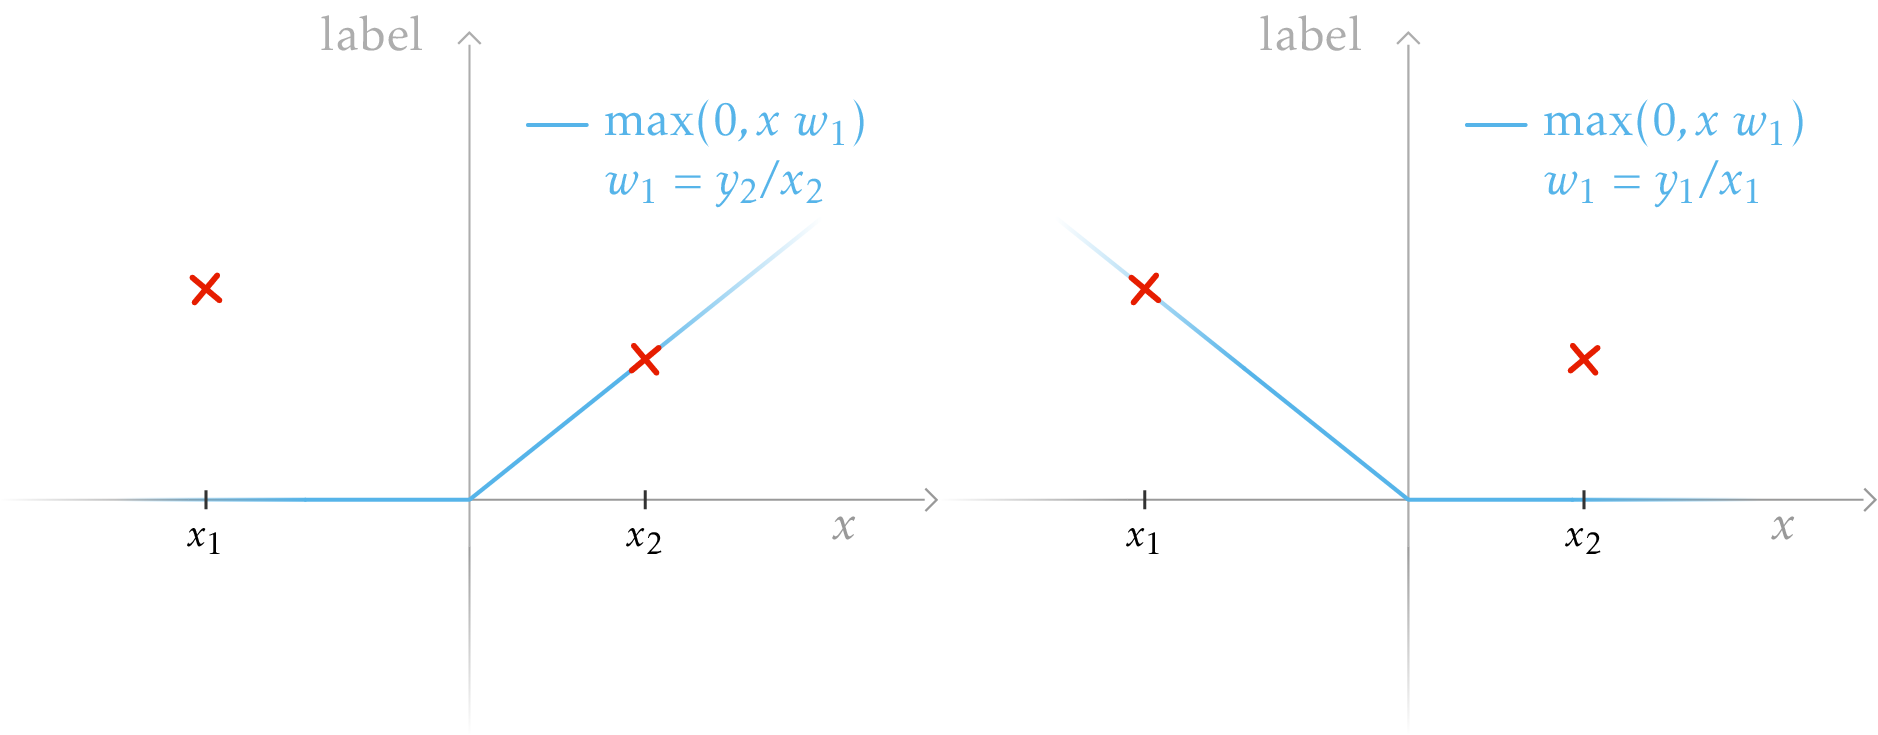 label
max(0, x w₁)
w₁ = y₂/x₂
x₁
x₂
x
label
max(0, x w₁)
w₁ = y₁/x₁
x₁
x₂
x